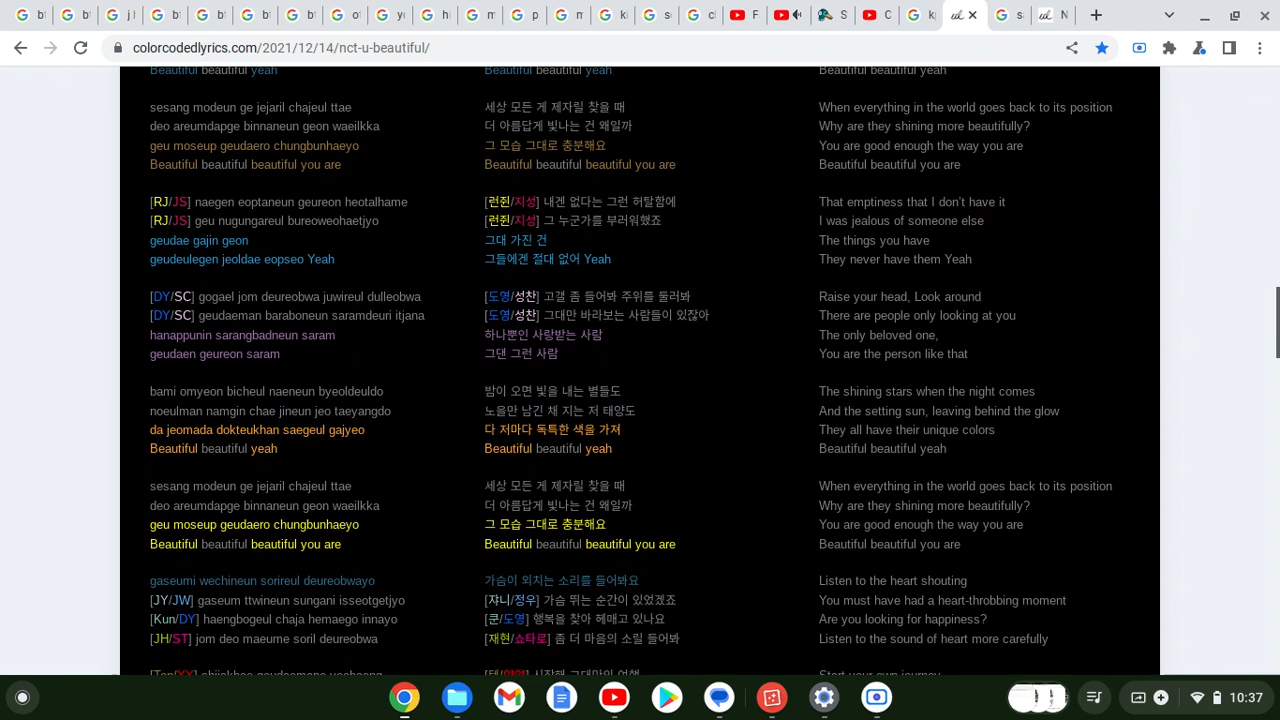 colorcodedlyrics.com/2021/12/14/nct-u-beautiful/
Beautiful beautiful yeah
Beautiful beautiful yeah
Beautiful beautiful yeah
sesang modeun ge jejaril chajeul ttae
deo areumdapge binnaneun geon waeilkka
geu moseup geudaero chungbunhaeyo
Beautiful beautiful beautiful you are
세상 모든 게 제자릴 찾을 때
더 아름답게 빛나는 건 왜일까
그 모습 그대로 충분해요
Beautiful beautiful beautiful you are
When everything in the world goes back to its position
Why are they shining more beautifully?
You are good enough the way you are
Beautiful beautiful you are
[RJ/JS] naegen eoptaneun geureon heotalhame
[RJ/JS] geu nugungareul bureoweohaetjyo
geudae gajin geon
geudeulegen jeoldae eopseo Yeah
[런쥔/지성] 내겐 없다는 그런 허탈함에
[런쥔/지성] 그 누군가를 부러워했죠
그대 가진 건
그들에겐 절대 없어 Yeah
That emptiness that I don't have it
I was jealous of someone else
The things you have
They never have them Yeah
[DY/SC] gogael jom deureobwa juwireul dulleobwa
[DY/SC] geudaeman baraboneun saramdeuri itjana
hanappunin sarangbadneun saram
geudaen geureon saram
[도영/성찬] 고갤 좀 들어봐 주위를 둘러봐
[도영/성찬] 그대만 바라보는 사람들이 있잖아
하나뿐인 사랑받는 사람
그댄 그런 사람
Raise your head, Look around
There are people only looking at you
The only beloved one,
You are the person like that
bami omyeon bicheul naeneun byeoldeuldo
noeulman namgin chae jineun jeo taeyangdo
da jeomada dokteukhan saegeul gajyeo
Beautiful beautiful yeah
밤이 오면 빛을 내는 별들도
노을만 남긴 채 지는 저 태양도
다 저마다 독특한 색을 가져
Beautiful beautiful yeah
The shining stars when the night comes
And the setting sun, leaving behind the glow
They all have their unique colors
Beautiful beautiful yeah
sesang modeun ge jejaril chajeul ttae
deo areumdapge binnaneun geon waeilkka
geu moseup geudaero chungbunhaeyo
Beautiful beautiful beautiful you are
세상 모든 게 제자릴 찾을 때
더 아름답게 빛나는 건 왜일까
그 모습 그대로 충분해요
Beautiful beautiful beautiful you are
When everything in the world goes back to its position
Why are they shining more beautifully?
You are good enough the way you are
Beautiful beautiful you are
gaseumi wechineun sorireul deureobwayo
[JY/JW] gaseum ttwineun sungani isseotgetjyo
[Kun/DY] haengbogeul chaja hemaego innayo
[JH/ST] jom deo maeume soril deureobwa
가슴이 외치는 소리를 들어봐요
[쟈니/정우] 가슴 뛰는 순간이 있었겠죠
[쿤/도영] 행복을 찾아 헤매고 있나요
[재현/쇼타로] 좀 더 마음의 소릴 들어봐
Listen to the heart shouting
You must have had a heart-throbbing moment
Are you looking for happiness?
Listen to the sound of heart more carefully
Start your own journey
10:37